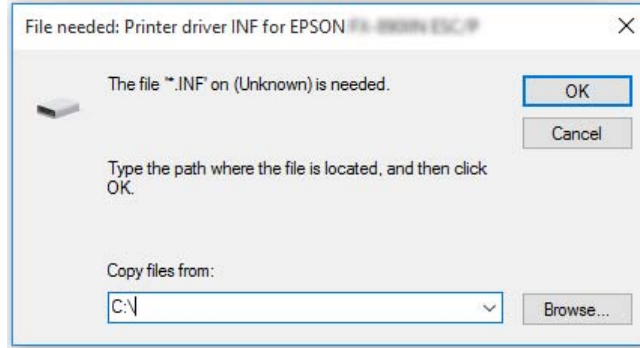 File needed: Printer driver INF for EPSON
The file '*.INF' on (Unknown) is needed.
OK
Cancel
Type the path where the file is located, and then click
OK.
Copy files from:
C:\
Browse...